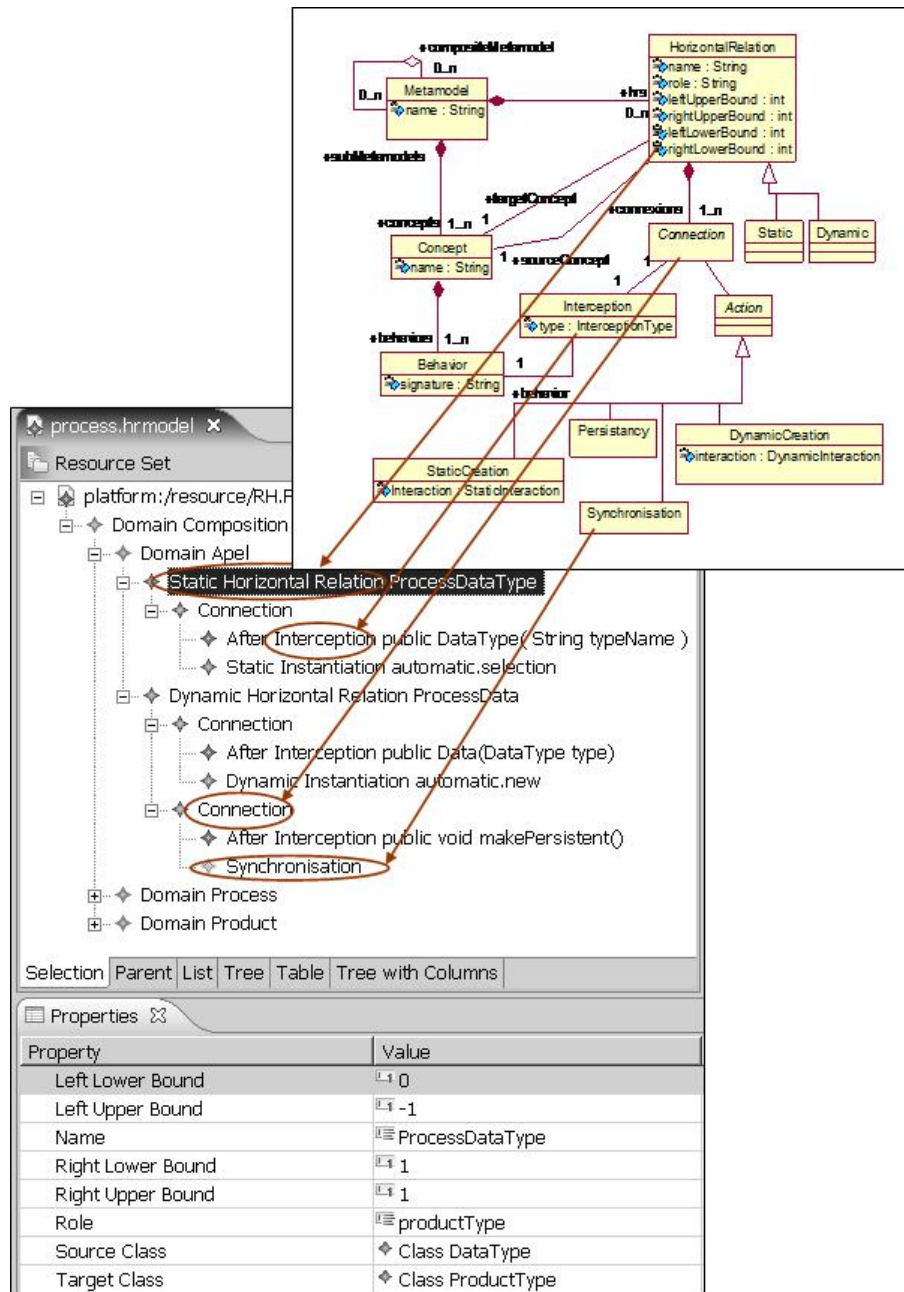 +compositeMetamodel
0..n
0..n
Metamodel
name : String
+hrs
0..n
HorizontalRelation
name : String
role : String
leftUpperBound : int
rightUpperBound : int
leftLowerBound : int
rightLowerBound : int
+subMetamodels
+targetConcept
+concepts 1..n 1
+connexions 1..n
Static
Dynamic
Concept
name : String
1 +sourceConcept
Connection
1
1
Interception
type : InterceptionType
Action
+behaviors 1..n
Behavior
signature : String
1
+behavior
Persistancy
DynamicCreation
interaction : DynamicInteraction
StaticCreation
Interaction : StaticInteraction
Synchronisation
process.hrmodel
Resource Set
platform:/resource/RH.F
Domain Composition
Domain Apel
Static Horizontal Relation ProcessDataType
Connection
After Interception public DataType( String typeName )
Static Instantiation automatic.selection
Dynamic Horizontal Relation ProcessData
Connection
After Interception public Data(DataType type)
Dynamic Instantiation automatic.new
Connection
After Interception public void makePersistent()
Synchronisation
Domain Process
Domain Product
Selection Parent List Tree Table Tree with Columns
Properties
Property Value
Left Lower Bound 0
Left Upper Bound -1
Name ProcessDataType
Right Lower Bound 1
Right Upper Bound 1
Role productType
Source Class Class DataType
Target Class Class ProductType